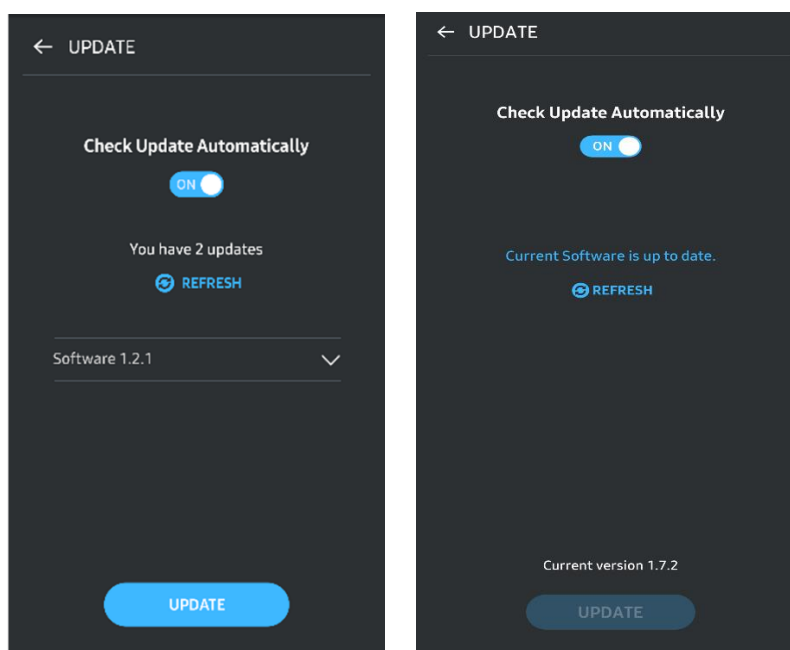 UPDATE
Check Update Automatically
ON
You have 2 updates
REFRESH
Software 1.2.1
UPDATE
UPDATE
Check Update Automatically
ON
Current Software is up to date.
REFRESH
Current version 1.7.2
UPDATE